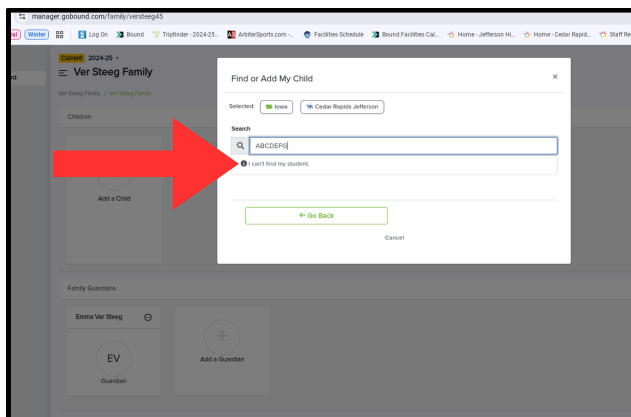 manager.gobound.com/family/versteeg45
Winter
Log On
Bound
Tripfinder - 2024-25...
ArbiterSports.com -...
Facilities Schedule
Bound Facilities Cal...
Home - Jefferson Hi...
Home - Cedar Rapid...
Staff Re
Current 2024-25
Ver Steeg Family
Ver Steeg Family / Ver Steeg Family
Children
Add a Child
Find or Add My Child
×
Selected: Iowa Cedar Rapids Jefferson
Search
ABCDEFG
I can't find my student.
← Go Back
Cancel
Family Guardians
Emma Ver Steeg
EV
Guardian
Add a Guardian